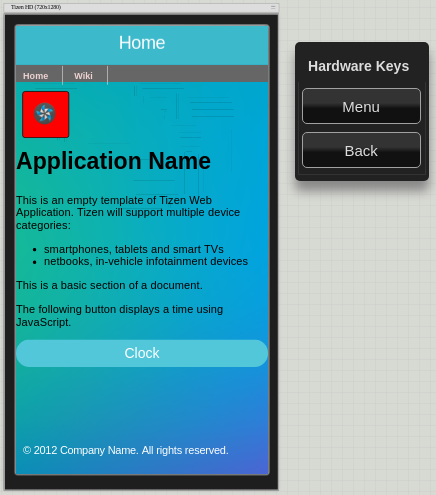 Tizen HD (720x1280)
Home
Home Wiki
Application Name
This is an empty template of Tizen Web
Application. Tizen will support multiple device
categories:
• smartphones, tablets and smart TVs
• netbooks, in-vehicle infotainment devices
This is a basic section of a document.
The following button displays a time using
JavaScript.
Clock
© 2012 Company Name. All rights reserved.
Hardware Keys
Menu
Back